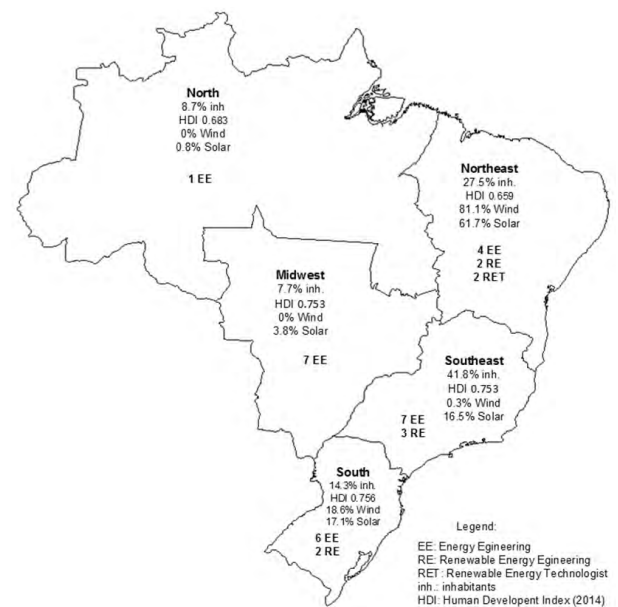 North
8.7% inh
HDI 0.683
0% Wind
0.8% Solar
1 EE
Northeast
27.5% inh.
HDI 0.659
81.1% Wind
61.7% Solar
4 EE
2 RE
2 RET
Midwest
7.7% inh.
HDI 0.753
0% Wind
3.8% Solar
7 EE
Southeast
41.8% inh.
HDI 0.753
0.3% Wind
16.5% Solar
7 EE
3 RE
South
14.3% inh.
HDI 0.756
18.6% Wind
17.1% Solar
6 EE
2 RE
Legend:
EE: Energy Egineering
RE: Renewable Energy Egineering
RET: Renewable Energy Technologist
inh.: inhabitants
HDI: Human Developent Index (2014)